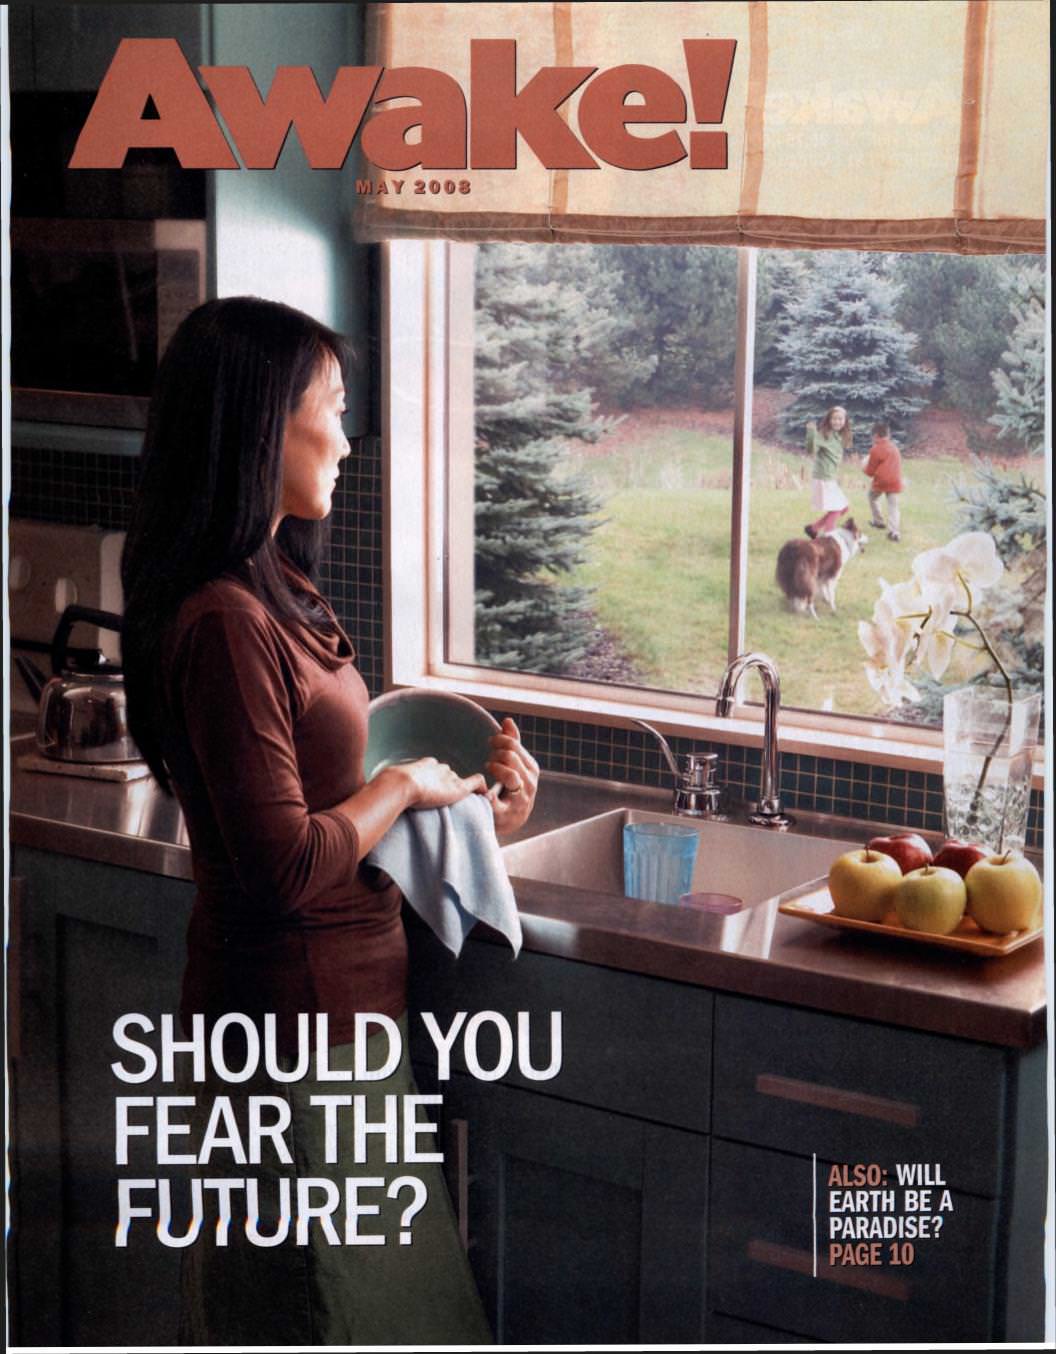 Awake!
MAY 2008
SHOULD YOU
FEAR THE
FUTURE?
ALSO: WILL
EARTH BE A
PARADISE?
PAGE 10